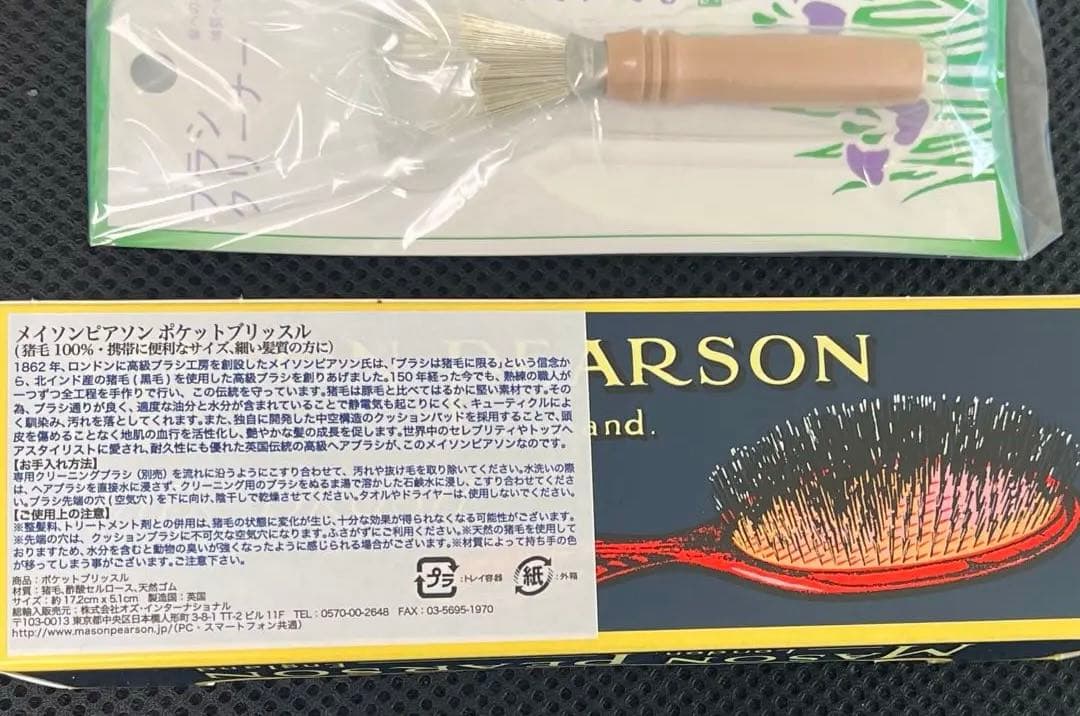 ブラシ
クリーナー
メイソンピアソン ポケットブリッスル
(猪毛100%・携帯に便利なサイズ、細い髪質の方に)
1862年、ロンドンに高級ブラシ工房を創設したメイソンピアソン氏は、「ブラシは猪毛に限る」という信念か
ら、北インド産の猪毛(黒毛)を使用した高級ブラシを創りあげました。150年経った今でも、熟練の職人が
一つずつ全工程を手作りで行い、この伝統を守っています。猪毛は豚毛と比べてはるかに堅い素材です。その
為、ブラシ通りが良く、適度な油分と水分が含まれていることで静電気も起こりにくく、キューティクルによ
く馴染み、汚れを落としてくれます。また、独自に開発した中空構造のクッションパッドを採用することで、頭
皮を傷めることなく地肌の血行を活性化し、艶やかな髪の成長を促します。世界中のセレブリティやトップヘ
アスタイリストに愛され、耐久性にも優れた英国伝統の高級ヘアブラシが、このメイソンピアソンなのです。
【お手入れ方法】
専用クリーニングブラシ(別売)を流れに沿うようにこすり合わせて、汚れや抜け毛を取り除いてください。水洗いの際
は、ヘアブラシを直接水に浸さず、クリーニング用のブラシをぬるま湯で溶かした石鹸水に浸し、こすり合わせてくださ
い。ブラシ先端の穴(空気穴)を下に向け、陰干しで乾燥させてください。タオルやドライヤーは、使用しないでください。
【ご使用上の注意】
※整髪料、トリートメント剤との併用は、猪毛の状態に変化が生じ、十分な効果が得られなくなる可能性がございます。
※先端の穴は、クッションブラシに不可欠な空気穴になります。ふさがずにご利用ください。※天然の猪毛を使用して
おりますため、水分を含むと動物の臭いが強くなったように感じられる場合がございます。※材質によって持ち手の色
が移ってしまう事がございます。ご注意下さい。
商品：ポケットブリッスル
材質：猪毛、酢酸セルロース、天然ゴム
サイズ：約17.2cm x 5.1cm 製造国：英国
総輸入販売元：株式会社オズ・インターナショナル
〒103-0013 東京都中央区日本橋人形町3-8-1 TT-2ビル11F TEL：0570-00-2648 FAX：03-5695-1970
http://www.masonpearson.jp/(PC・スマートフォン共通)
プラ：トレイ容器
紙：外箱
EARSON
and.
MASON PEARSON
London
England